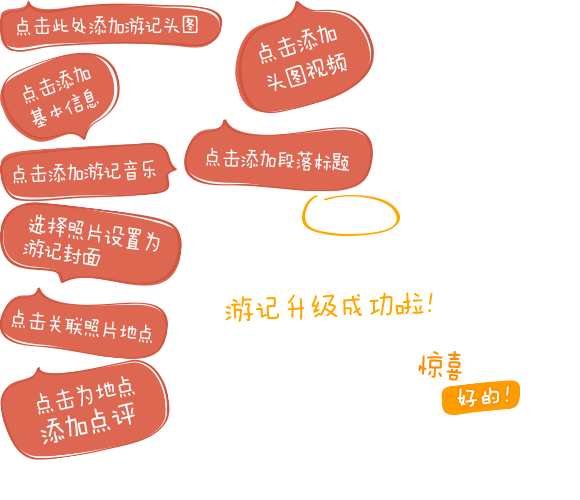 点击此处添加游记头图
点击添加
头图视频
点击添加
基本信息
点击添加游记音乐
点击添加段落标题
选择照片设置为
游记封面
游记升级成功啦!
点击关联照片地点
惊喜
好的!
点击为地点
添加点评